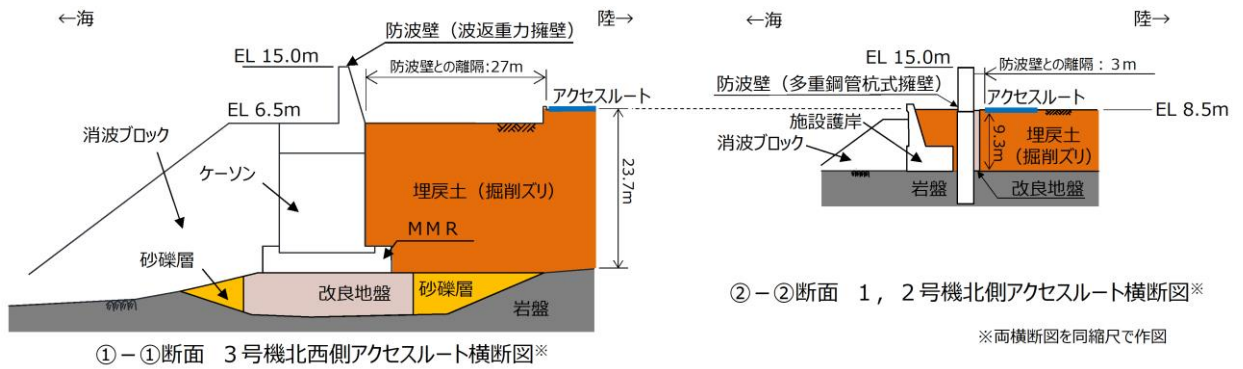 ←海
陸→
防波壁（波返重力擁壁）
EL 15.0m
防波壁との離隔:27m
アクセスルート
EL 6.5m
消波ブロック
ケーソン
埋戻土（掘削ズリ）
23.7m
MMR
砂礫層
改良地盤
砂礫層
岩盤
①－①断面　３号機北西側アクセスルート横断図※
←海
陸→
EL 15.0m
防波壁との離隔：３m
防波壁（多重鋼管杭式擁壁）
アクセスルート
EL 8.5m
施設護岸
消波ブロック
9.3m
埋戻土
（掘削ズリ）
岩盤
改良地盤
②－②断面　１，２号機北側アクセスルート横断図※
※両横断図を同縮尺で作図